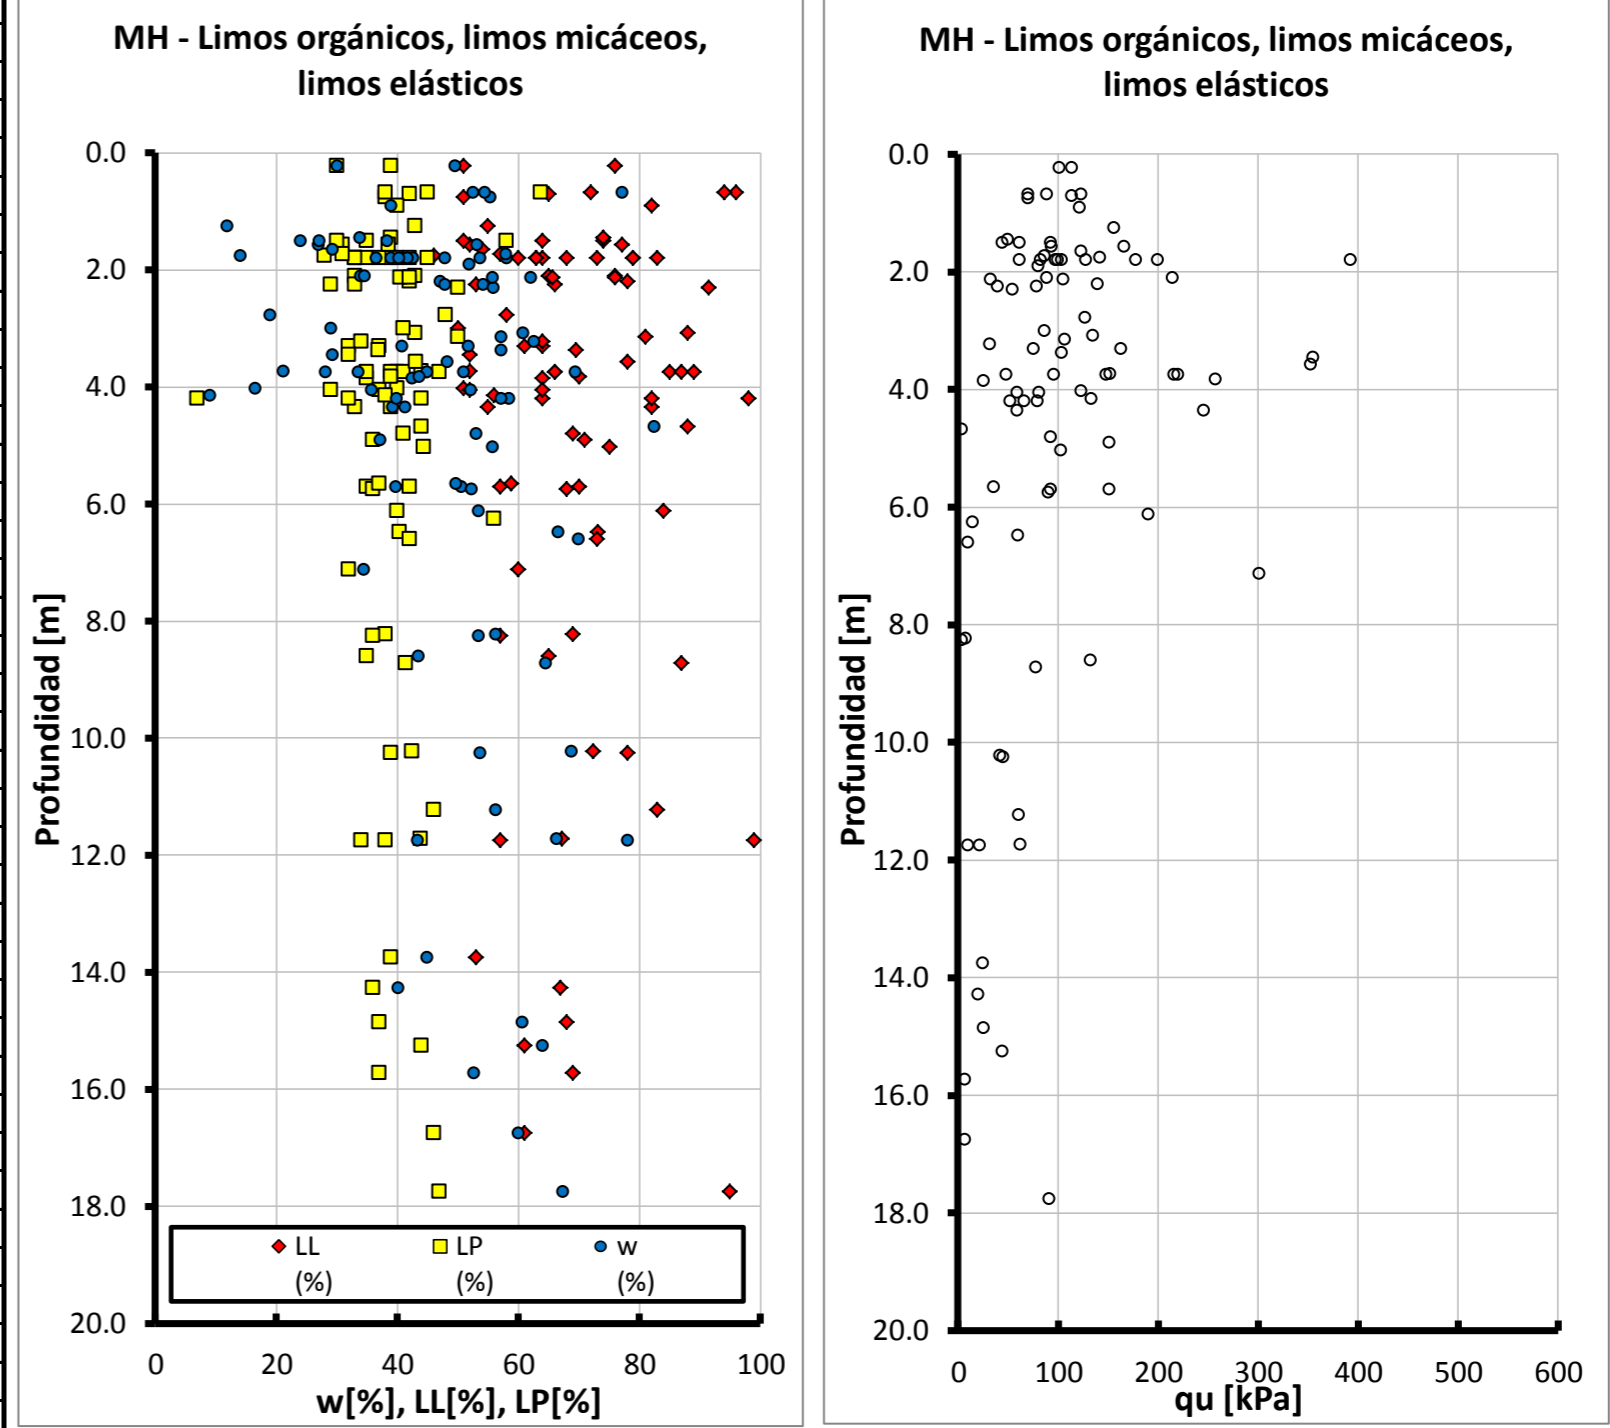 MH - Limos orgánicos, limos micáceos,
limos elásticos
0.0
2.0
4.0
6.0
8.0
10.0
12.0
14.0
16.0
18.0
20.0
Profundidad [m]
LL (%)
LP (%)
w (%)
0 20 40 60 80 100
w[%], LL[%], LP[%]
MH - Limos orgánicos, limos micáceos,
limos elásticos
0.0
2.0
4.0
6.0
8.0
10.0
12.0
14.0
16.0
18.0
20.0
Profundidad [m]
0 100 200 300 400 500 600
qu [kPa]